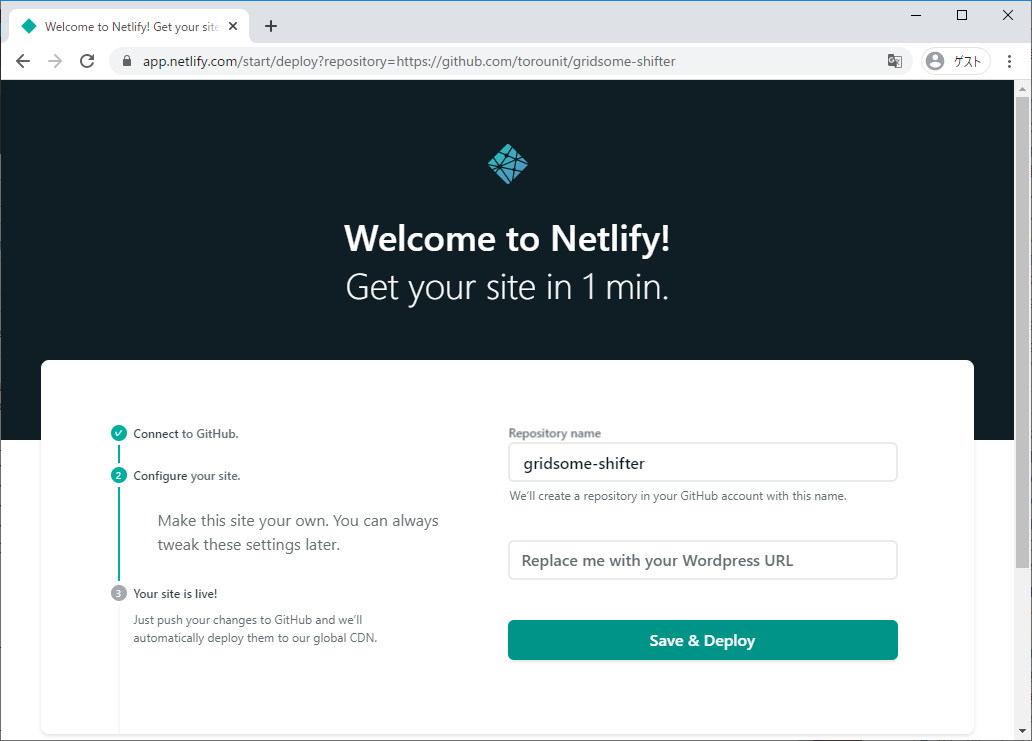 Welcome to Netlify! Get your site
app.netlify.com/start/deploy?repository=https://github.com/torounit/gridsome-shifter
ゲスト
Welcome to Netlify!
Get your site in 1 min.
Connect to GitHub.
2 Configure your site.
Make this site your own. You can always
tweak these settings later.
3 Your site is live!
Just push your changes to GitHub and we’ll
automatically deploy them to our global CDN.
Repository name
gridsome-shifter
We’ll create a repository in your GitHub account with this name.
Replace me with your Wordpress URL
Save & Deploy